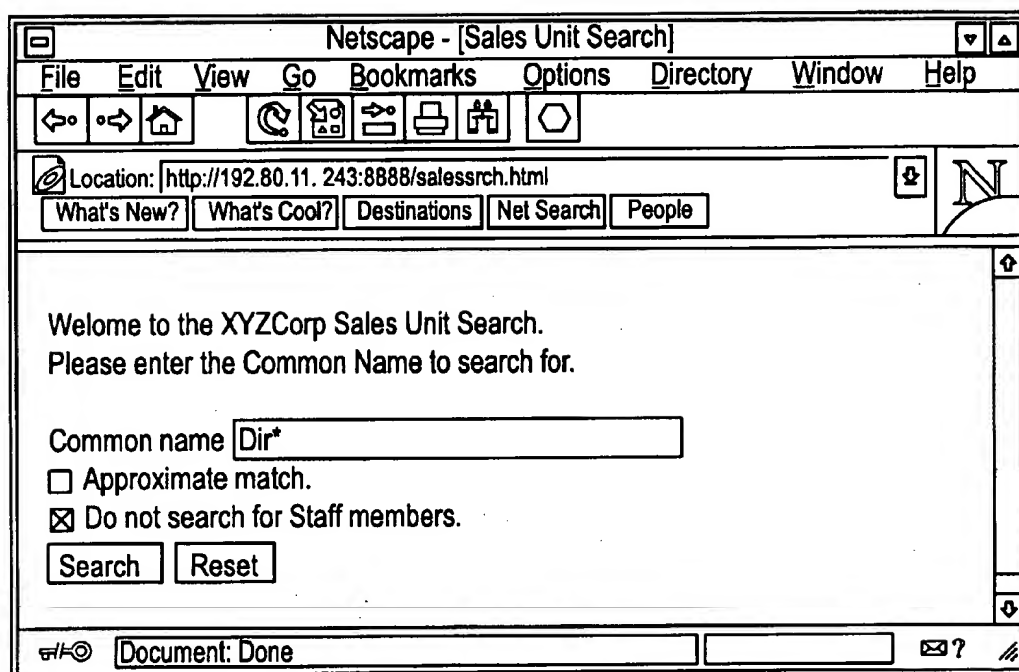 Netscape - [Sales Unit Search]
File Edit View Go Bookmarks Options Directory Window Help
Location: http://192.80.11. 243:8888/salessrch.html
N
What's New? What's Cool? Destinations Net Search People
Welome to the XYZCorp Sales Unit Search.
Please enter the Common Name to search for.
Common name Dir*
Approximate match.
Do not search for Staff members.
Search Reset
Document: Done ?